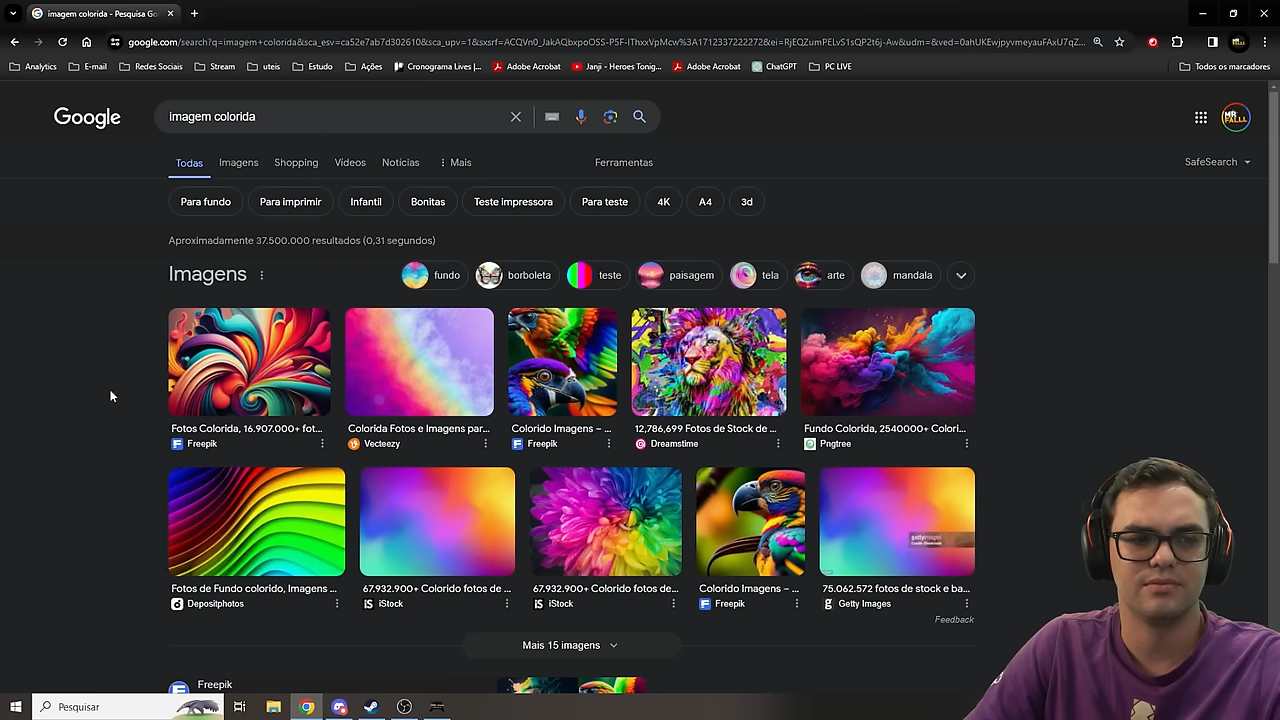 imagem colorida - Pesquisa Go
google.com/search?q=imagem+colorida&sca_esv=ca52e7ab7d302610&sca_upv=1&sxsrf=ACQVn0_JakAQbxpoOSS-P5F-IThxxVpMcw%3A1712337222272&ei=RjEQZumPELvS1sQP2t6j-Aw&udm=&ved=0ahUKEwjpyvmeyauFAxU7qZ...
Analytics
E-mail
Redes Sociais
Stream
uteis
Estudo
Ações
Cronograma Lives |...
Adobe Acrobat
Janji - Heroes Tonig...
Adobe Acrobat
ChatGPT
PC LIVE
Todos os marcadores
Google
imagem colorida
MR FALLL
Todas
Imagens
Shopping
Vídeos
Notícias
Mais
Ferramentas
SafeSearch
Para fundo
Para imprimir
Infantil
Bonitas
Teste impressora
Para teste
4K
A4
3d
Aproximadamente 37.500.000 resultados (0,31 segundos)
Imagens
fundo
borboleta
teste
paisagem
tela
arte
mandala
Fotos Colorida, 16.907.000+ fot...
Freepik
Colorida Fotos e Imagens par...
Vecteezy
Colorido Imagens – ...
Freepik
12,786,699 Fotos de Stock de ...
Dreamstime
Fundo Colorida, 2540000+ Colori...
Pngtree
gettyimages
Fotos de Fundo colorido, Imagens ...
Depositphotos
67.932.900+ Colorido fotos de...
iStock
67.932.900+ Colorido fotos de...
iStock
Colorido Imagens – ...
Freepik
75.062.572 fotos de stock e ba...
Getty Images
Feedback
Mais 15 imagens
Freepik
Pesquisar